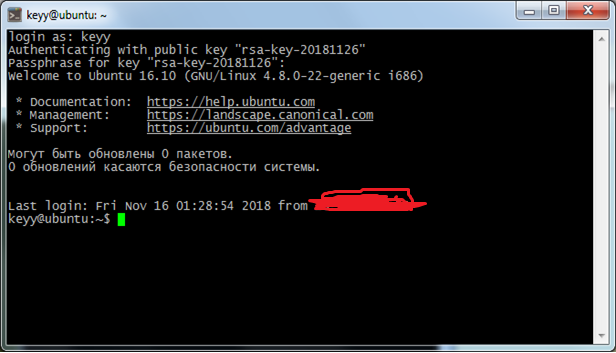 keyy@ubuntu: ~
login as: keyy
Authenticating with public key "rsa-key-20181126"
Passphrase for key "rsa-key-20181126":
Welcome to Ubuntu 16.10 (GNU/Linux 4.8.0-22-generic i686)
* Documentation: https://help.ubuntu.com
* Management: https://landscape.canonical.com
* Support: https://ubuntu.com/advantage
Могут быть обновлены 0 пакетов.
0 обновлений касаются безопасности системы.
Last login: Fri Nov 16 01:28:54 2018 from
keyy@ubuntu:~$